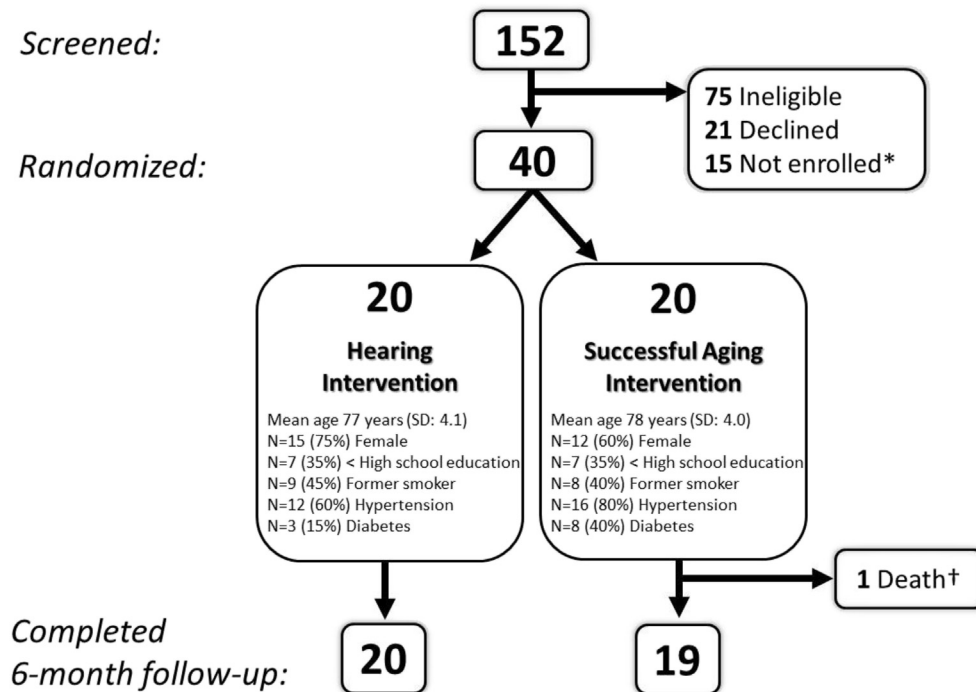 Screened:
152
75 Ineligible
21 Declined
15 Not enrolled*
Randomized:
40
20
Hearing
Intervention
Mean age 77 years (SD: 4.1)
N=15 (75%) Female
N=7 (35%) < High school education
N=9 (45%) Former smoker
N=12 (60%) Hypertension
N=3 (15%) Diabetes
20
Successful Aging
Intervention
Mean age 78 years (SD: 4.0)
N=12 (60%) Female
N=7 (35%) < High school education
N=8 (40%) Former smoker
N=16 (80%) Hypertension
N=8 (40%) Diabetes
1 Death†
Completed
6-month follow-up:
20
19